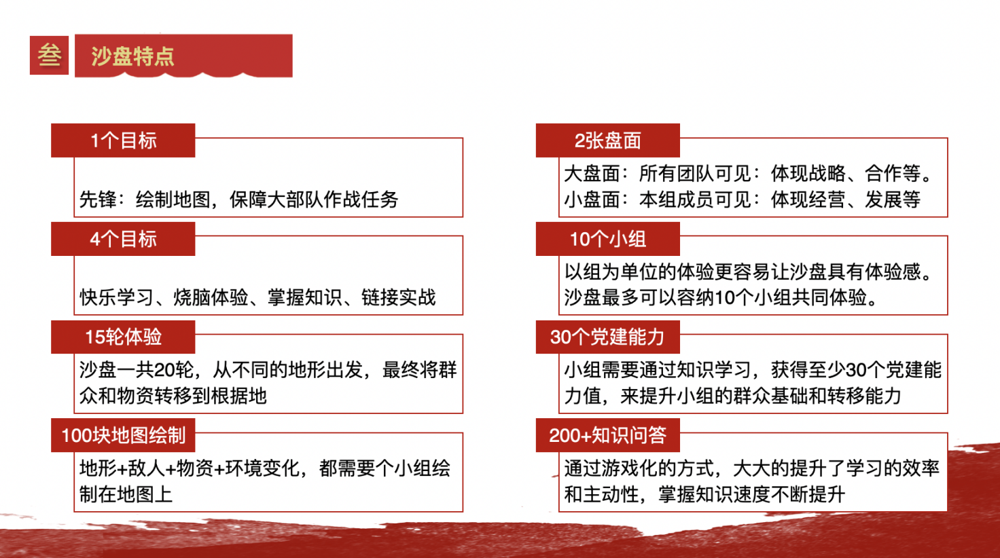 叁
沙盘特点
1个目标
先锋：绘制地图，保障大部队作战任务
2张盘面
大盘面：所有团队可见：体现战略、合作等。
小盘面：本组成员可见：体现经营、发展等
4个目标
快乐学习、烧脑体验、掌握知识、链接实战
10个小组
以组为单位的体验更容易让沙盘具有体验感。
沙盘最多可以容纳10个小组共同体验。
15轮体验
沙盘一共20轮，从不同的地形出发，最终将群
众和物资转移到根据地
30个党建能力
小组需要通过知识学习，获得至少30个党建能
力值，来提升小组的群众基础和转移能力
100块地图绘制
地形+敌人+物资+环境变化，都需要个小组绘
制在地图上
200+知识问答
通过游戏化的方式，大大的提升了学习的效率
和主动性，掌握知识速度不断提升